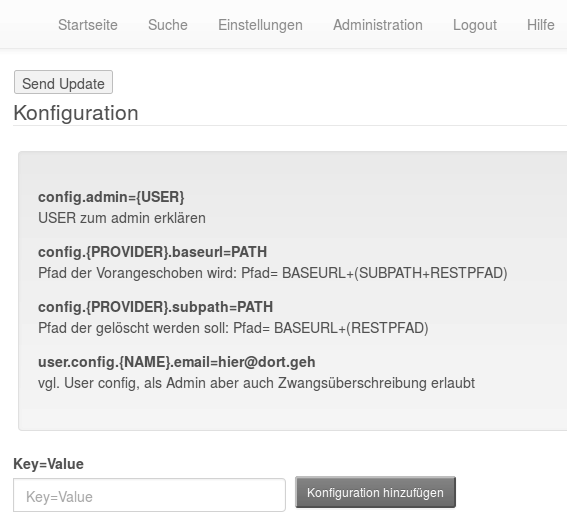 Startseite Suche Einstellungen Administration Logout Hilfe
Send Update
Konfiguration
config.admin={USER}
USER zum admin erklären
config.{PROVIDER}.baseurl=PATH
Pfad der Vorangeschoben wird: Pfad= BASEURL+(SUBPATH+RESTPFAD)
config.{PROVIDER}.subpath=PATH
Pfad der gelöscht werden soll: Pfad= BASEURL+(RESTPFAD)
user.config.{NAME}.email=hier@dort.geh
vgl. User config, als Admin aber auch Zwangsüberschreibung erlaubt
Key=Value
Key=Value Konfiguration hinzufügen